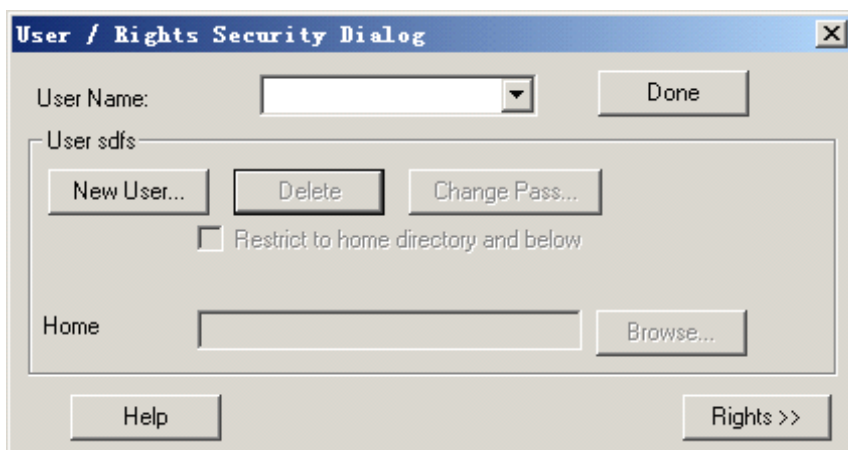 User / Rights Security Dialog
User Name:
Done
User sdfs
New User... Delete Change Pass...
Restrict to home directory and below
Home
Browse...
Help Rights >>